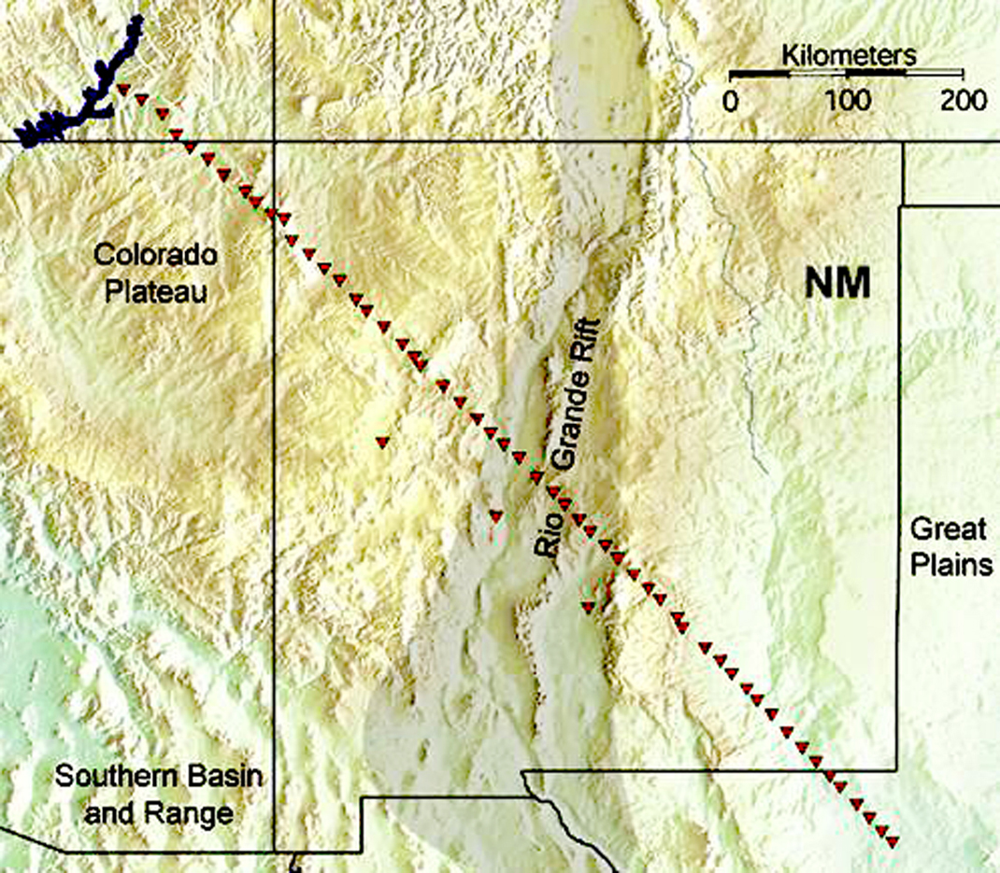 Kilometers
0 100 200
Colorado
Plateau
NM
Rio Grande Rift
Great
Plains
Southern Basin
and Range